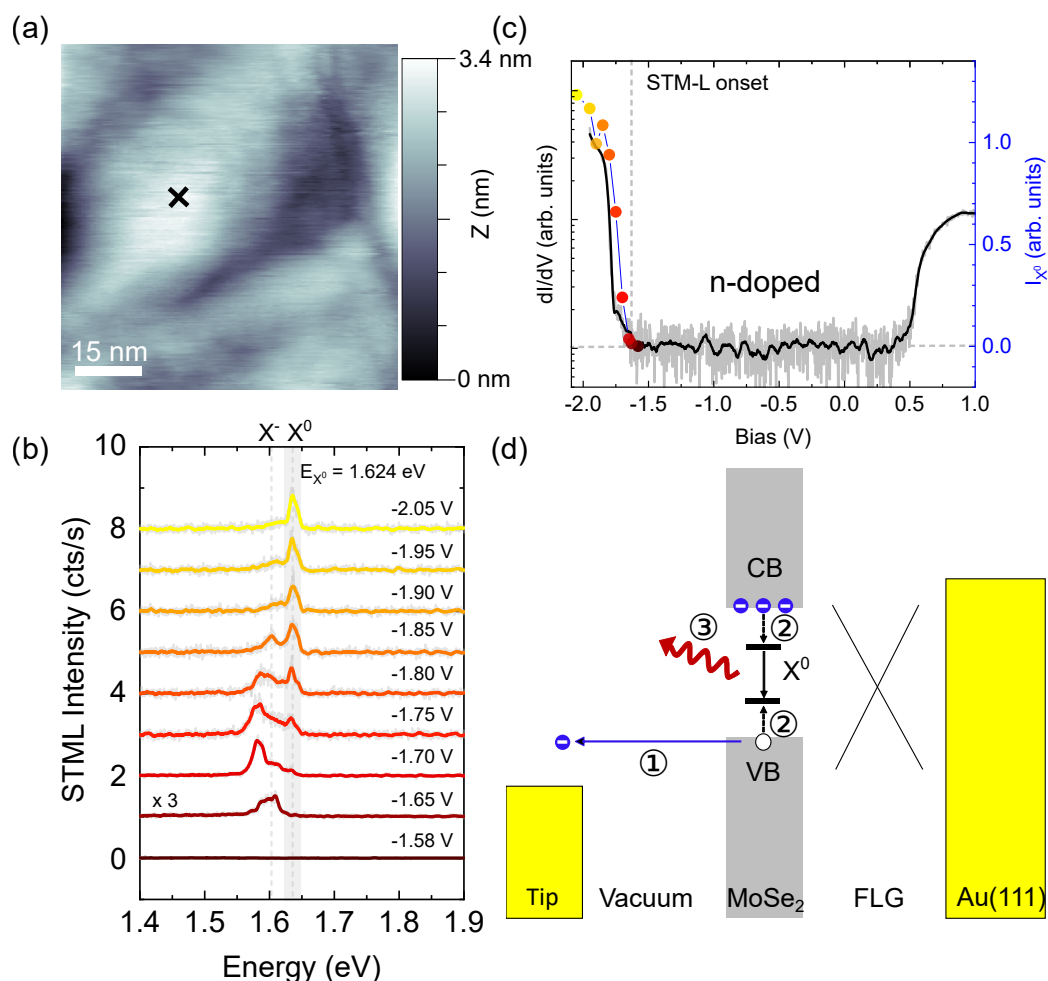 (a)
3.4 nm
Z (nm)
0 nm
15 nm
(c)
STM-L onset
n-doped
dI/dV (arb. units)
1.0
0.5
0.0
I_X⁰ (arb. units)
-2.0 -1.5 -1.0 -0.5 0.0 0.5 1.0
Bias (V)
(b)
X⁻ X⁰
E_X⁰ = 1.624 eV
-2.05 V
-1.95 V
-1.90 V
-1.85 V
-1.80 V
-1.75 V
-1.70 V
x 3 -1.65 V
-1.58 V
10
8
6
4
2
0
STML Intensity (cts/s)
1.4 1.5 1.6 1.7 1.8 1.9
Energy (eV)
(d)
CB
②
③
X⁰
②
①
VB
Tip Vacuum MoSe₂ FLG Au(111)